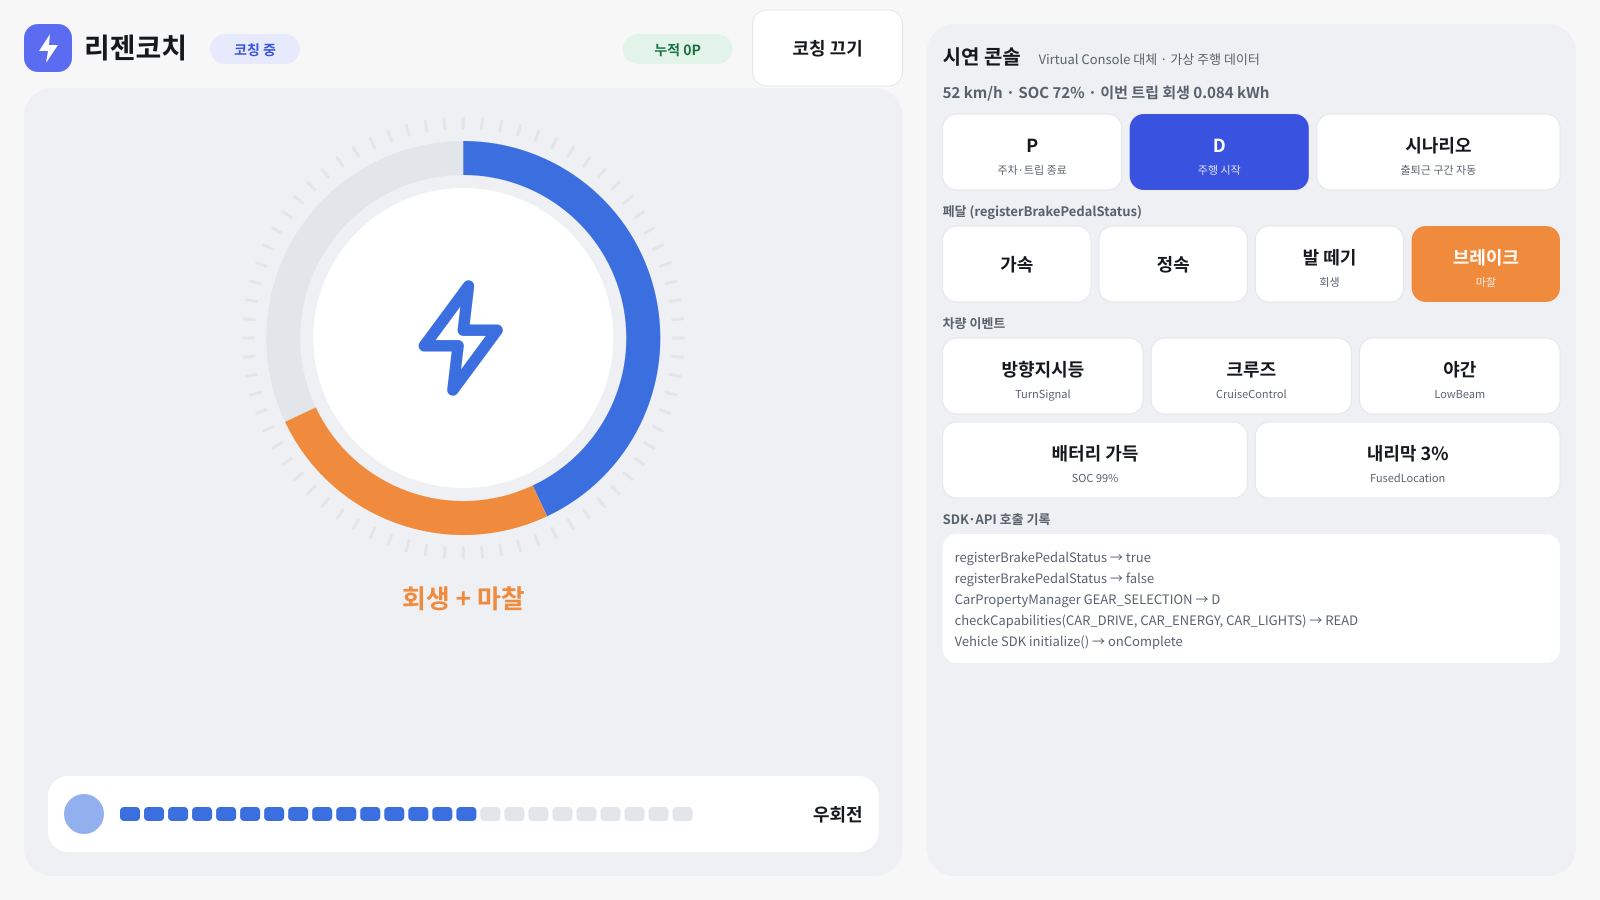 리젠코치
코칭 중
누적 0P
코칭 끄기
회생 + 마찰
우회전
시연 콘솔
Virtual Console 대체 · 가상 주행 데이터
52 km/h · SOC 72% · 이번 트립 회생 0.084 kWh
P
주차·트립 종료
D
주행 시작
시나리오
출퇴근 구간 자동
페달 (registerBrakePedalStatus)
가속
정속
발 떼기
회생
브레이크
마찰
차량 이벤트
방향지시등
TurnSignal
크루즈
CruiseControl
야간
LowBeam
배터리 가득
SOC 99%
내리막 3%
FusedLocation
SDK·API 호출 기록
registerBrakePedalStatus → true
registerBrakePedalStatus → false
CarPropertyManager GEAR_SELECTION → D
checkCapabilities(CAR_DRIVE, CAR_ENERGY, CAR_LIGHTS) → READ
Vehicle SDK initialize() → onComplete